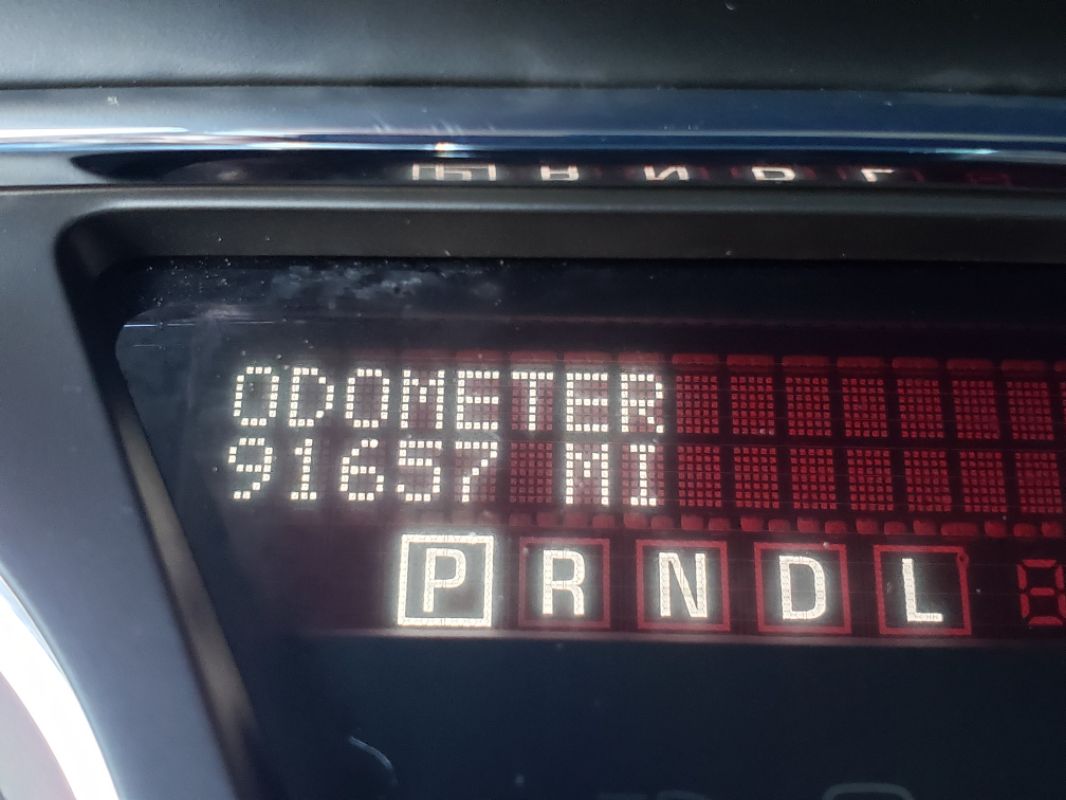 ODOMETER
91657 MI
P R N D L